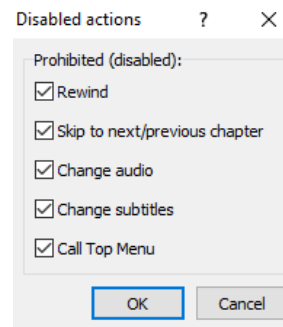 Disabled actions ?
Prohibited (disabled):
Rewind
Skip to next/previous chapter
Change audio
Change subtitles
Call Top Menu
OK Cancel